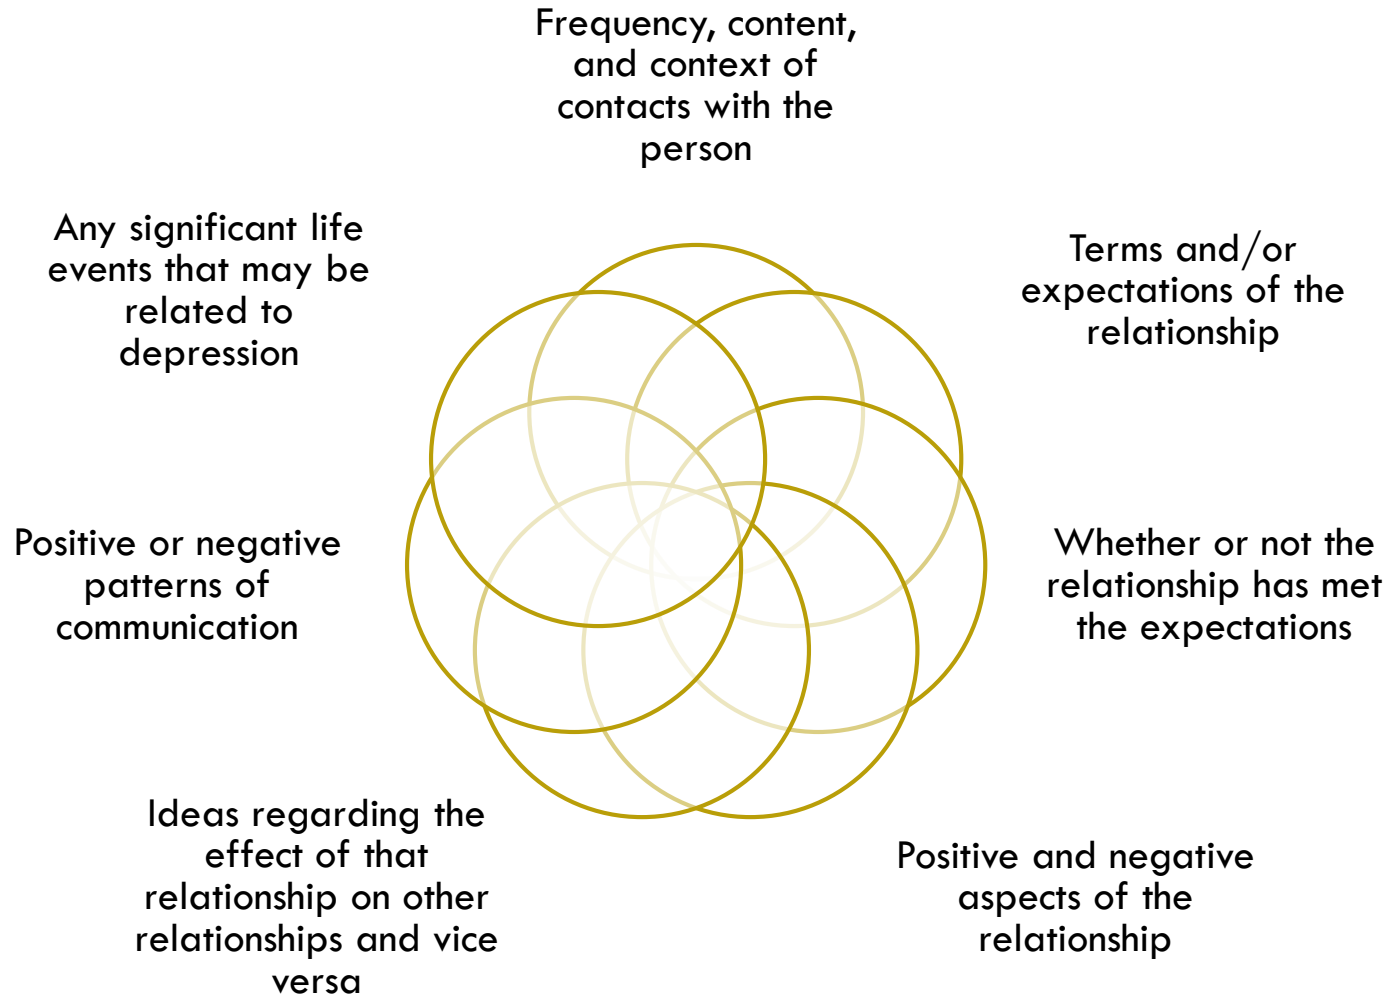 Frequency, content,
and context of
contacts with the
person
Terms and/or
expectations of the
relationship
Whether or not the
relationship has met
the expectations
Positive and negative
aspects of the
relationship
Ideas regarding the
effect of that
relationship on other
relationships and vice
versa
Positive or negative
patterns of
communication
Any significant life
events that may be
related to
depression